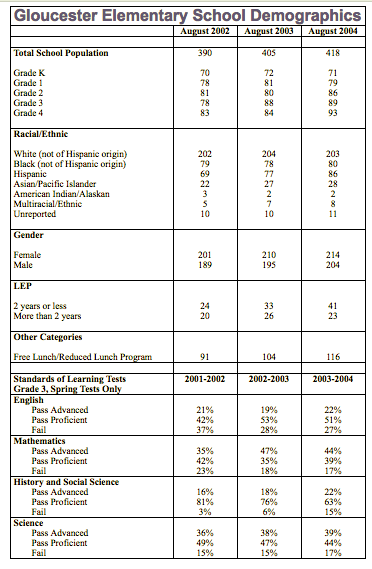 Gloucester Elementary School Demographics
August 2002 August 2003 August 2004
Total School Population 390 405 418
Grade K 70 72 71
Grade 1 78 81 79
Grade 2 81 80 86
Grade 3 78 88 89
Grade 4 83 84 93
Racial/Ethnic
White (not of Hispanic origin) 202 204 203
Black (not of Hispanic origin) 79 78 80
Hispanic 69 77 86
Asian/Pacific Islander 22 27 28
American Indian/Alaskan 3 2 2
Multiracial/Ethnic 5 7 8
Unreported 10 10 11
Gender
Female 201 210 214
Male 189 195 204
LEP
2 years or less 24 33 41
More than 2 years 20 26 23
Other Categories
Free Lunch/Reduced Lunch Program 91 104 116
Standards of Learning Tests 2001-2002 2002-2003 2003-2004
Grade 3, Spring Tests Only
English
Pass Advanced 21% 19% 22%
Pass Proficient 42% 53% 51%
Fail 37% 28% 27%
Mathematics
Pass Advanced 35% 47% 44%
Pass Proficient 42% 35% 39%
Fail 23% 18% 17%
History and Social Science
Pass Advanced 16% 18% 22%
Pass Proficient 81% 76% 63%
Fail 3% 6% 15%
Science
Pass Advanced 36% 38% 39%
Pass Proficient 49% 47% 44%
Fail 15% 15% 17%